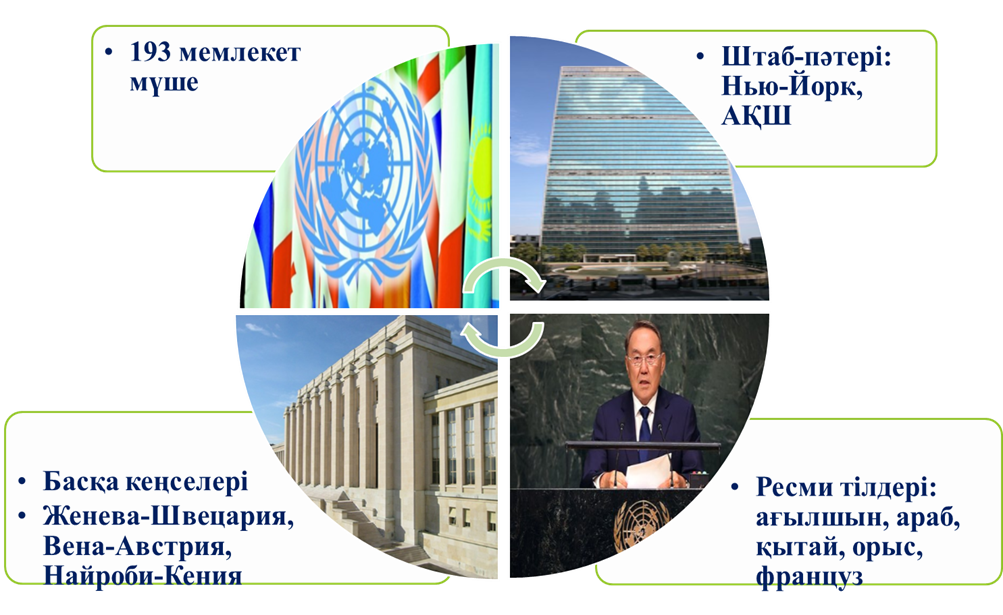 • 193 мемлекет
мүше
• Штаб-пәтері:
Нью-Йорк,
АҚШ
• Басқа кеңселері
• Женева-Швецария,
Вена-Австрия,
Найроби-Кения
• Ресми тілдері:
ағылшын, араб,
қытай, орыс,
француз